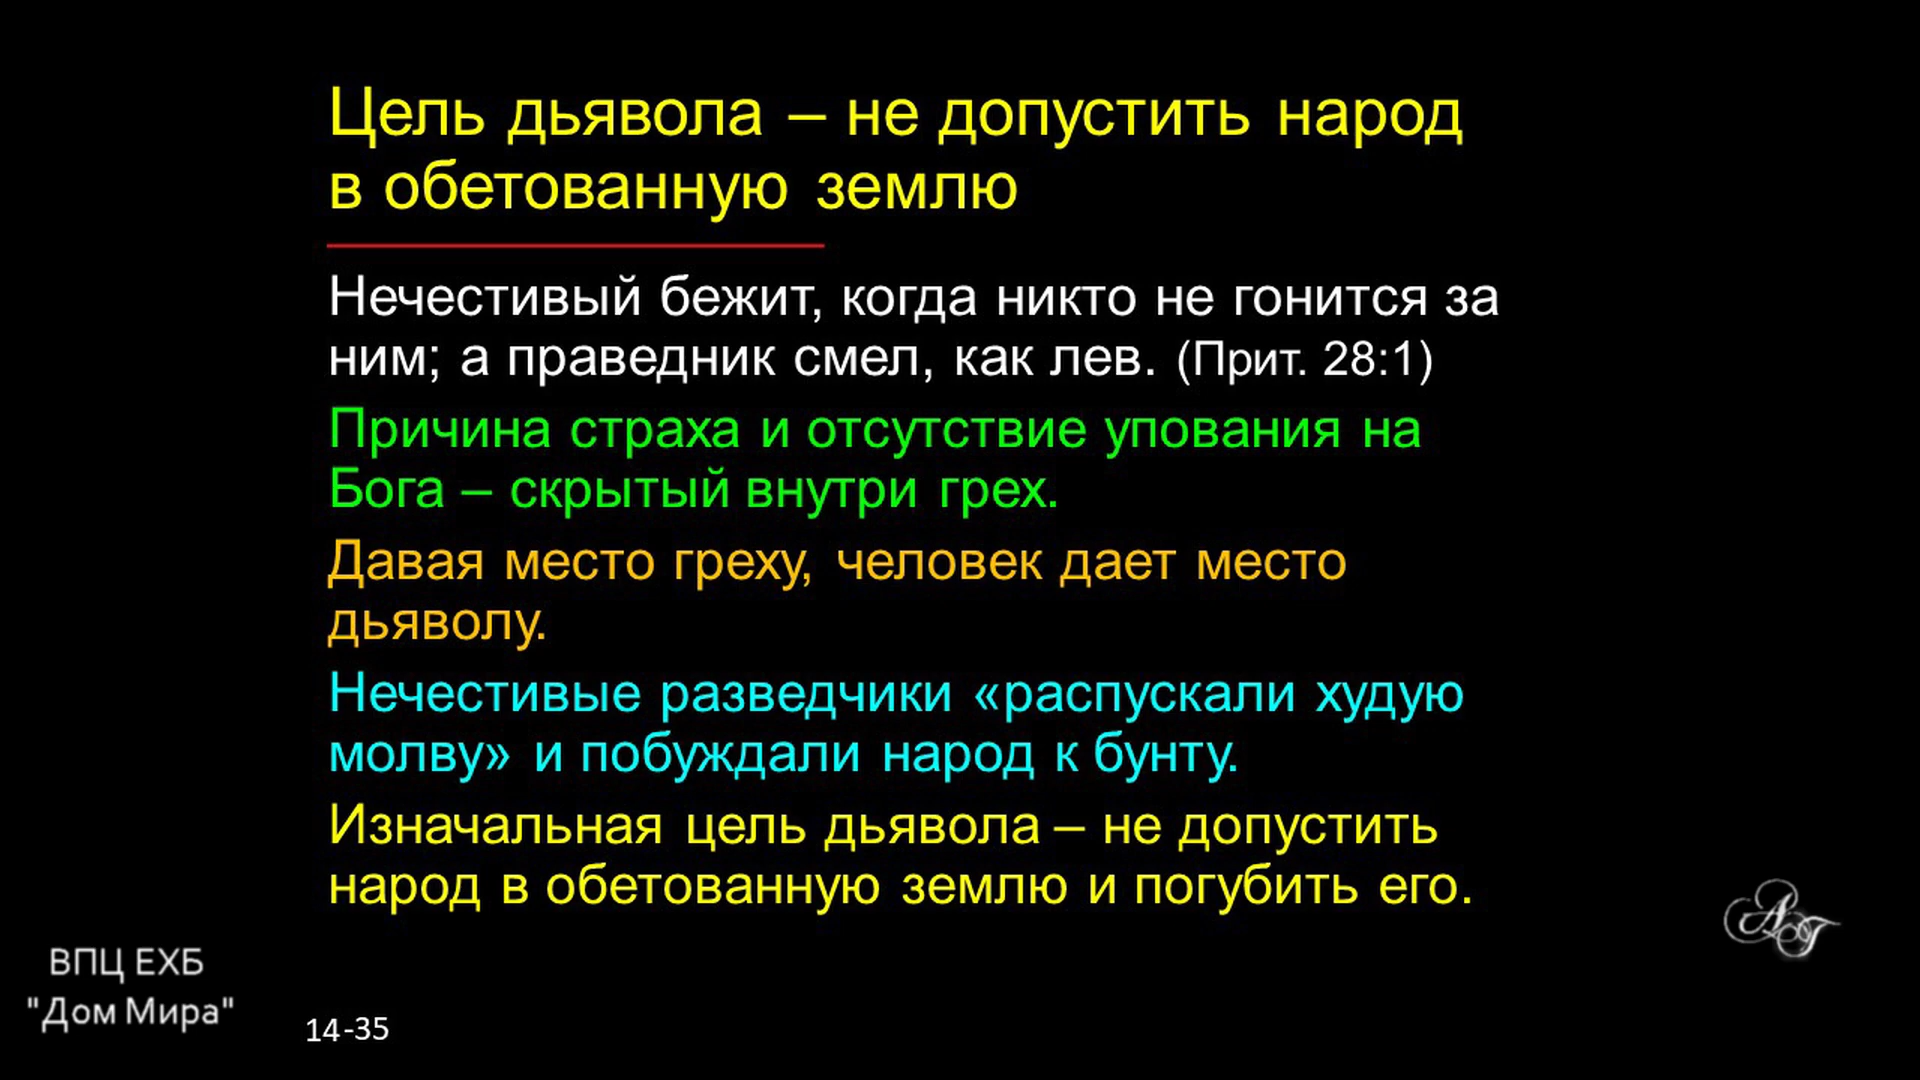 Цель дьявола – не допустить народ
в обетованную землю
Нечестивый бежит, когда никто не гонится за
ним; а праведник смел, как лев. (Прит. 28:1)
Причина страха и отсутствие упования на
Бога – скрытый внутри грех.
Давая место греху, человек дает место
дьяволу.
Нечестивые разведчики «распускали худую
молву» и побуждали народ к бунту.
Изначальная цель дьявола – не допустить
народ в обетованную землю и погубить его.
ВПЦ ЕХБ
"Дом Мира"
14-35